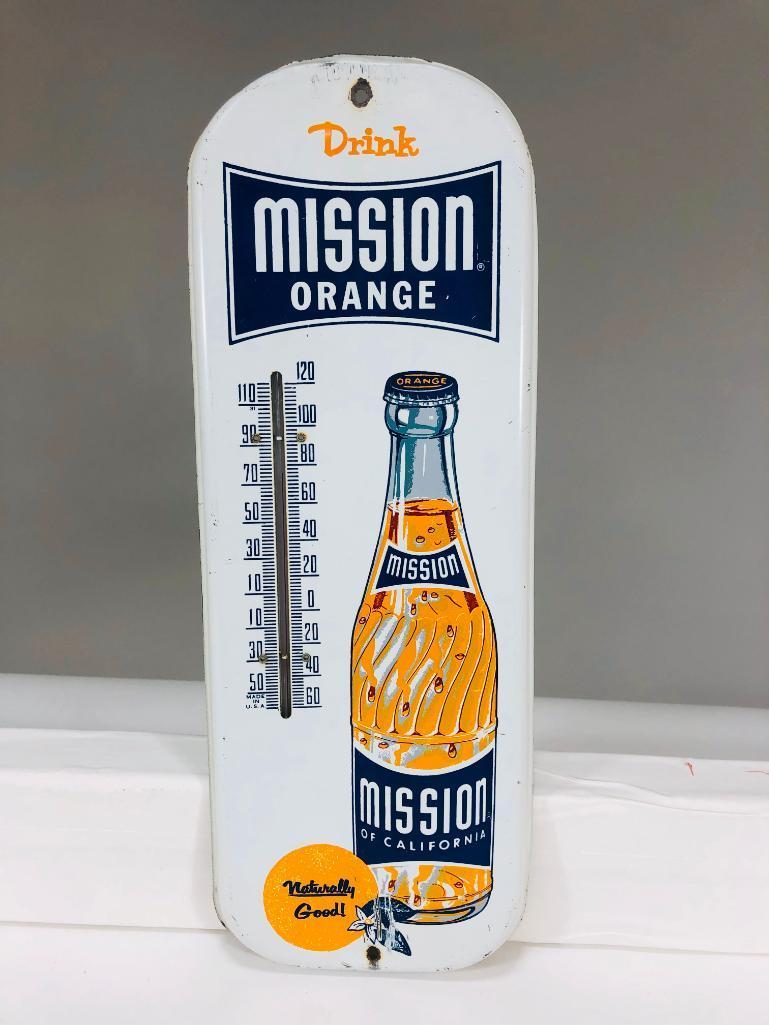 Drink
MISSION®
ORANGE
120
110
100
90
80
70
60
50
40
30
20
10
0
10
20
30
40
50
60
MADE
IN
U.S.A.
ORANGE
MISSION
MISSION
OF CALIFORNIA
Naturally
Good!